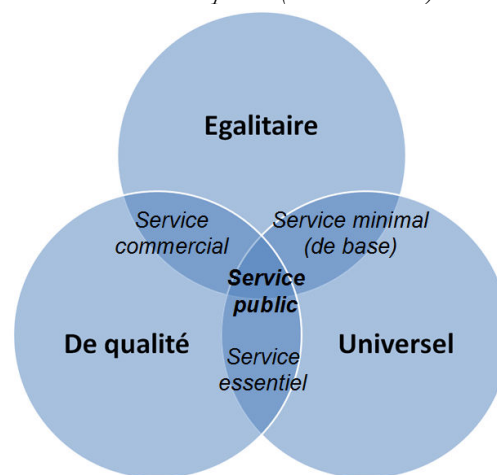 Egalitaire
Service
commercial
Service minimal
(de base)
Service
public
De qualité
Universel
Service
essentiel